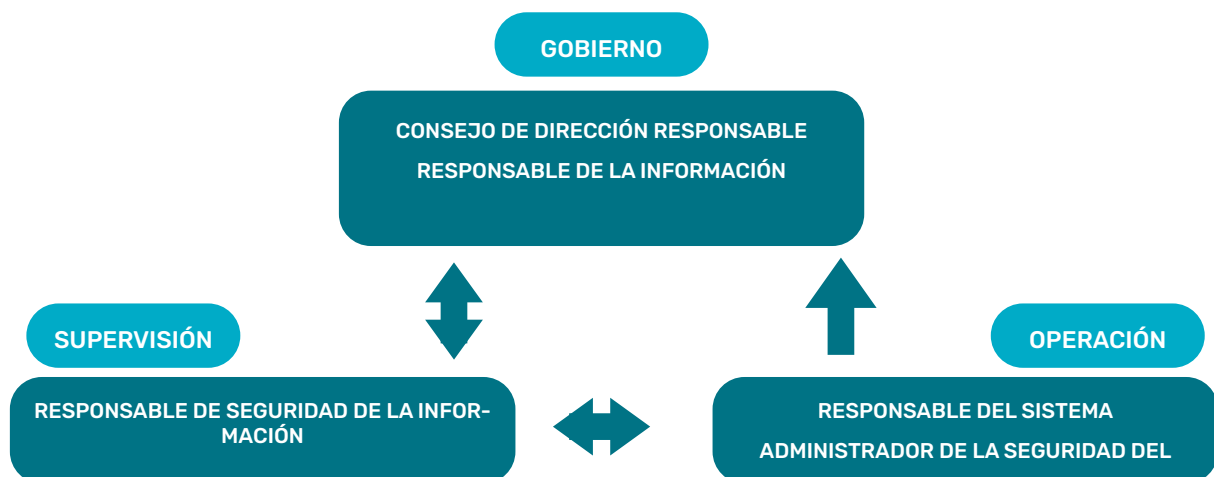 GOBIERNO
CONSEJO DE DIRECCIÓN RESPONSABLE
RESPONSABLE DE LA INFORMACIÓN
SUPERVISIÓN
OPERACIÓN
RESPONSABLE DE SEGURIDAD DE LA INFOR-
MACIÓN
RESPONSABLE DEL SISTEMA
ADMINISTRADOR DE LA SEGURIDAD DEL